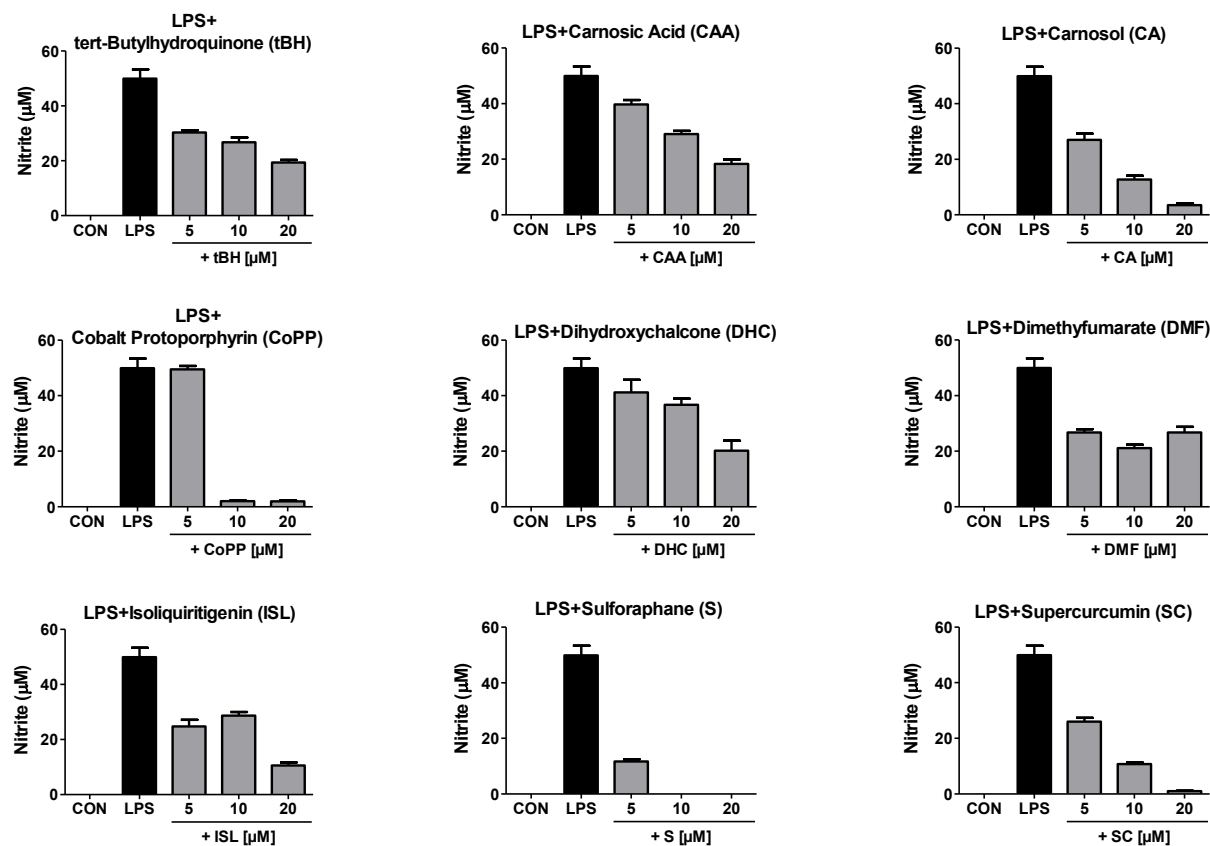 LPS+
tert-Butylhydroquinone (tBH)
60
40
20
0
Nitrite (µM)
CON LPS 5 10 20
+ tBH [µM]
LPS+Carnosic Acid (CAA)
60
40
20
0
Nitrite (µM)
CON LPS 5 10 20
+ CAA [µM]
LPS+Carnosol (CA)
60
40
20
0
Nitrite (µM)
CON LPS 5 10 20
+ CA [µM]
LPS+
Cobalt Protoporphyrin (CoPP)
60
40
20
0
Nitrite (µM)
CON LPS 5 10 20
+ CoPP [µM]
LPS+Dihydroxychalcone (DHC)
60
40
20
0
Nitrite (µM)
CON LPS 5 10 20
+ DHC [µM]
LPS+Dimethyfumarate (DMF)
60
40
20
0
Nitrite (µM)
CON LPS 5 10 20
+ DMF [µM]
LPS+Isoliquiritigenin (ISL)
60
40
20
0
Nitrite (µM)
CON LPS 5 10 20
+ ISL [µM]
LPS+Sulforaphane (S)
60
40
20
0
Nitrite (µM)
CON LPS 5 10 20
+ S [µM]
LPS+Supercurcumin (SC)
60
40
20
0
Nitrite (µM)
CON LPS 5 10 20
+ SC [µM]